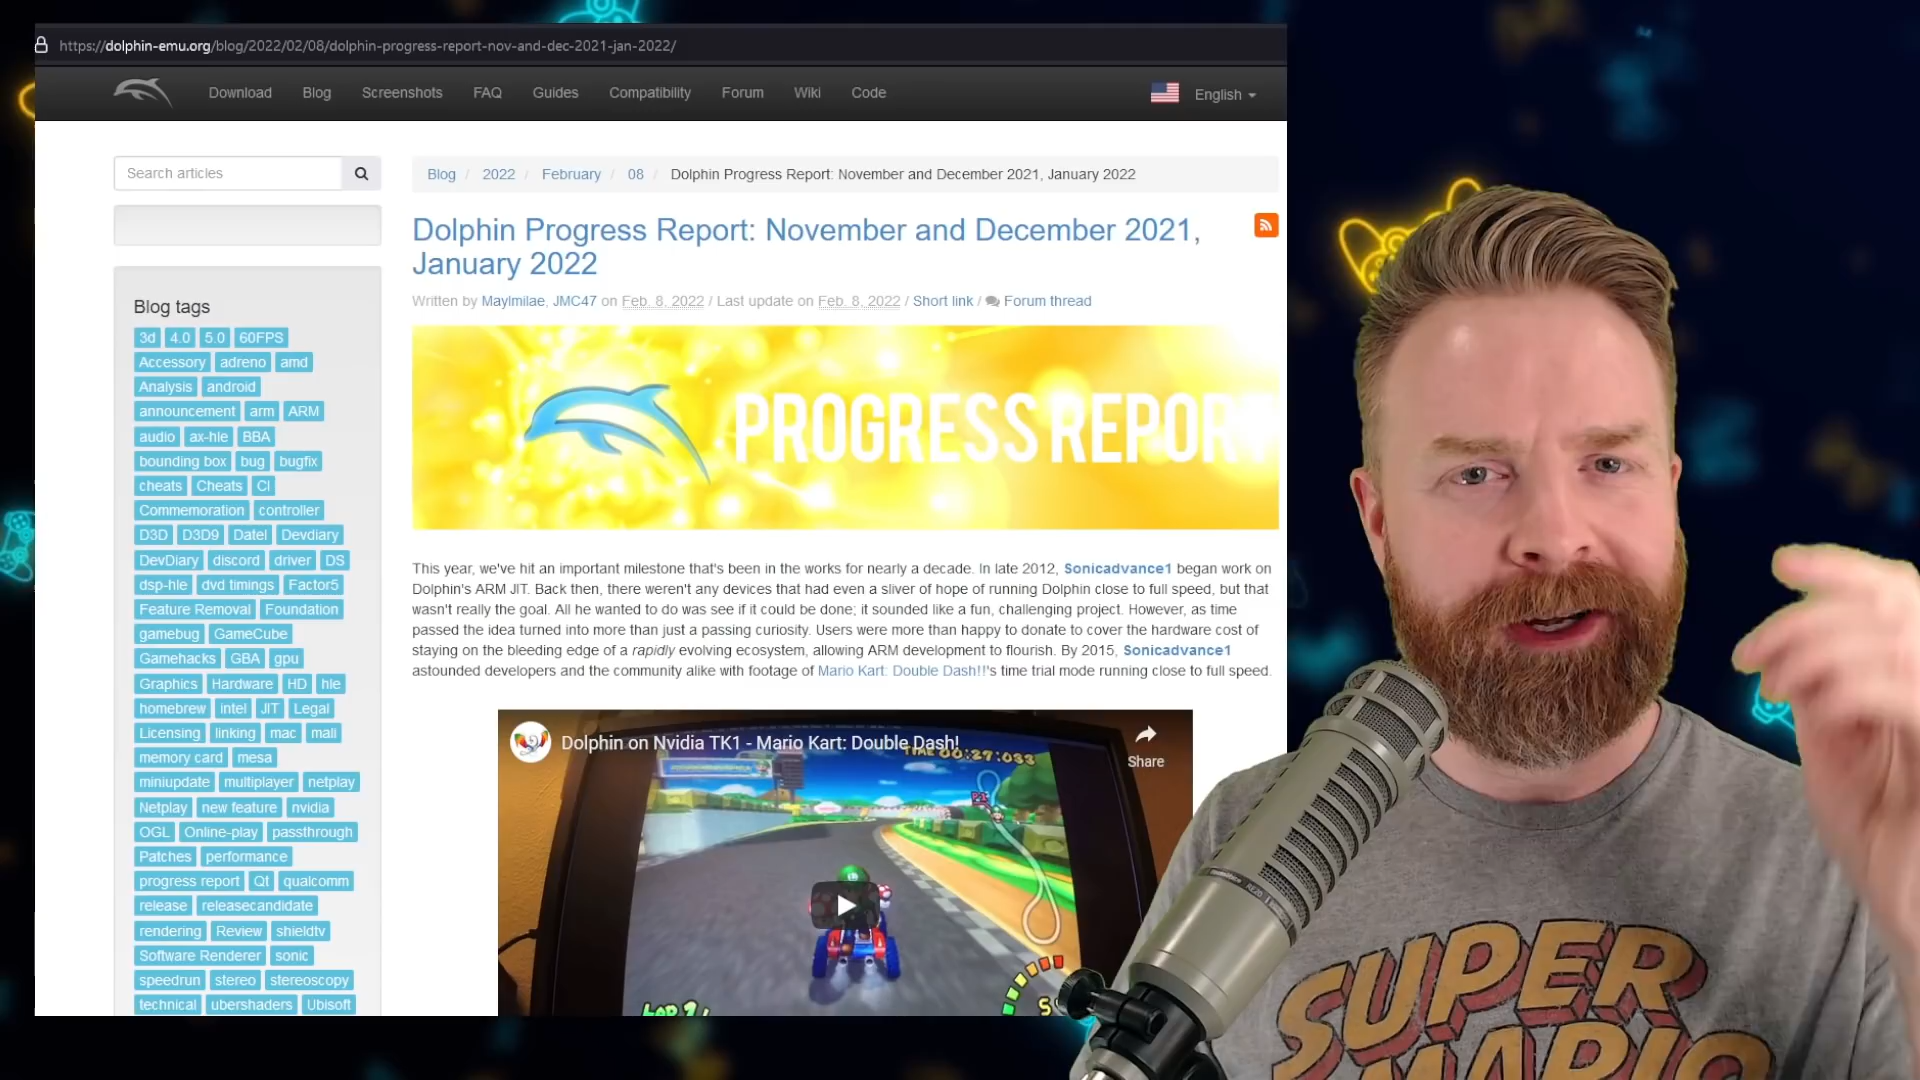 https://dolphin-emu.org/blog/2022/02/08/dolphin-progress-report-nov-and-dec-2021-jan-2022/
Download Blog Screenshots FAQ Guides Compatibility Forum Wiki Code English
Search articles
Blog / 2022 / February / 08 / Dolphin Progress Report: November and December 2021, January 2022
Dolphin Progress Report: November and December 2021,
January 2022
Written by MayImilae, JMC47 on Feb. 8, 2022 / Last update on Feb. 8, 2022 / Short link / Forum thread
PROGRESS REPORT
This year, we've hit an important milestone that's been in the works for nearly a decade. In late 2012, Sonicadvance1 began work on
Dolphin's ARM JIT. Back then, there weren't any devices that had even a sliver of hope of running Dolphin close to full speed, but that
wasn't really the goal. All he wanted to do was see if it could be done; it sounded like a fun, challenging project. However, as time
passed the idea turned into more than just a passing curiosity. Users were more than happy to donate to cover the hardware cost of
staying on the bleeding edge of a rapidly evolving ecosystem, allowing ARM development to flourish. By 2015, Sonicadvance1
astounded developers and the community alike with footage of Mario Kart: Double Dash!!'s time trial mode running close to full speed.
Dolphin on Nvidia TK1 - Mario Kart: Double Dash!
Share
TIME 00:27:033
Blog tags
3d 4.0 5.0 60FPS
Accessory adreno amd
Analysis android
announcement arm ARM
audio ax-hle BBA
bounding box bug bugfix
cheats Cheats CI
Commemoration controller
D3D D3D9 Datel Devdiary
DevDiary discord driver DS
dsp-hle dvd timings Factor5
Feature Removal Foundation
gamebug GameCube
Gamehacks GBA gpu
Graphics Hardware HD hle
homebrew intel JIT Legal
Licensing linking mac mali
memory card mesa
miniupdate multiplayer netplay
Netplay new feature nvidia
OGL Online-play passthrough
Patches performance
progress report Qt qualcomm
release releasecandidate
rendering Review shieldtv
Software Renderer sonic
speedrun stereo stereoscopy
technical ubershaders Ubisoft
SUPER
MARIO